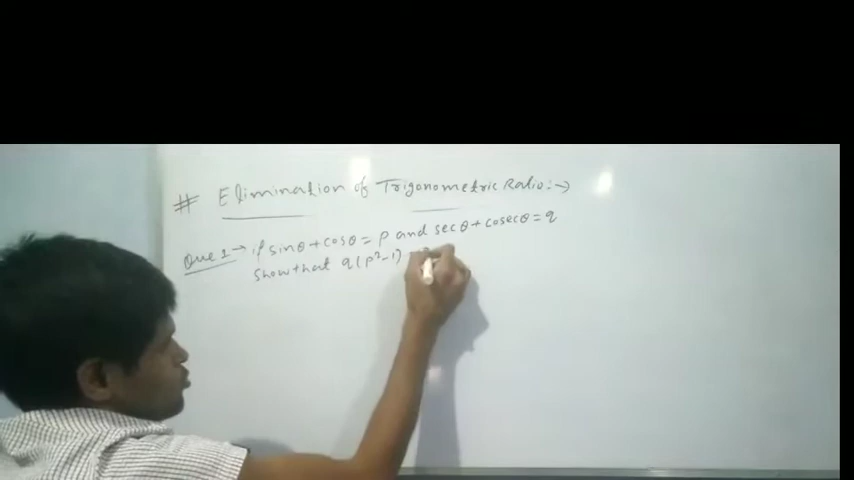 # Elimination of Trigonometric Ratio:→
Que 1→ if sinθ + cosθ = p and secθ + cosecθ = q
Show that q(p²-1)